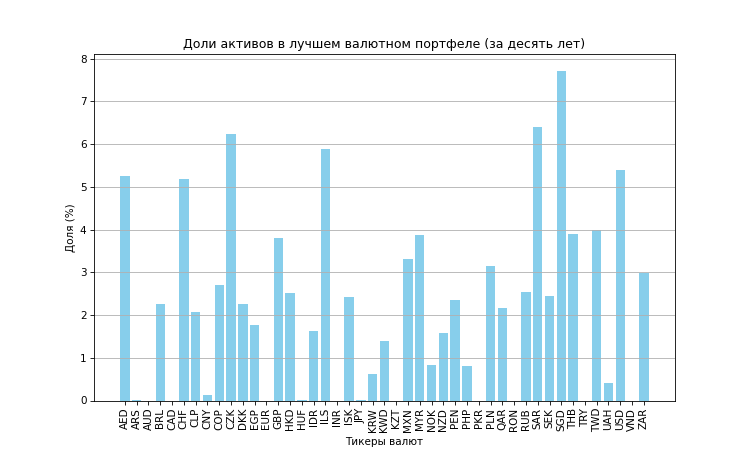 Доли активов в лучшем валютном портфеле (за десять лет)
8
7
6
5
4
3
2
1
0
Доля (%)
AED ARS AUD BRL CAD CHF CLP CNY COP CZK DKK EGP EUR GBP HKD HUF IDR ILS INR ISK JPY KRW KWD KZT MXN MYR NOK NZD PEN PHP PKR PLN QAR RON RUB SAR SEK SGD THB TRY TWD UAH USD VND ZAR
Тикеры валют